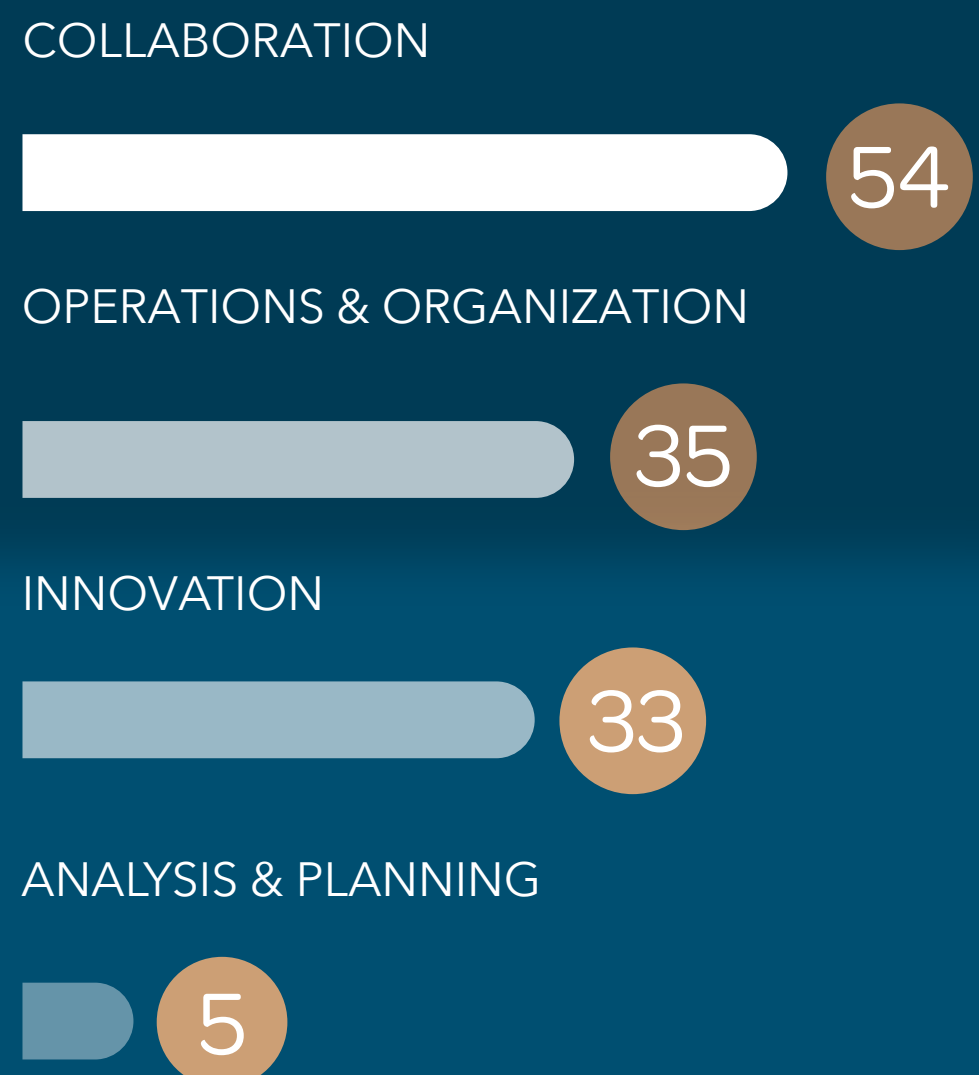 COLLABORATION
54
OPERATIONS & ORGANIZATION
35
INNOVATION
33
ANALYSIS & PLANNING
5